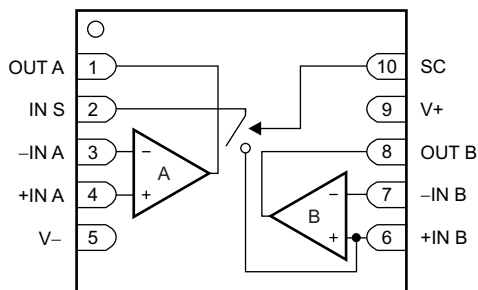 OUT A 1
IN S 2
–IN A 3
+IN A 4
V– 5
– A +
10 SC
9 V+
8 OUT B
7 –IN B
6 +IN B
– B +